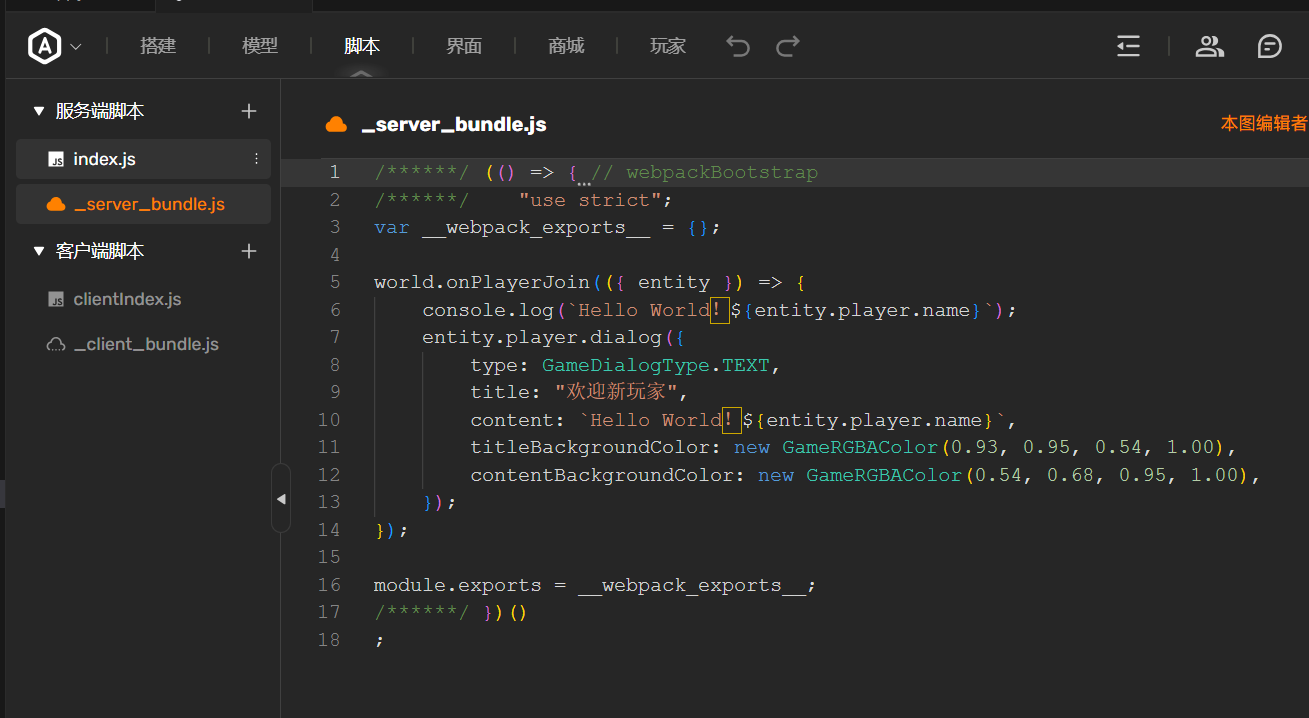 搭建 模型 脚本 界面 商城 玩家
服务端脚本
index.js
_server_bundle.js
客户端脚本
clientIndex.js
_client_bundle.js
_server_bundle.js
本图编辑者
1 /******/ (() => { // webpackBootstrap
2 /******/ "use strict";
3 var __webpack_exports__ = {};
4
5 world.onPlayerJoin(({ entity }) => {
6 console.log(`Hello World！${entity.player.name}`);
7 entity.player.dialog({
8 type: GameDialogType.TEXT,
9 title: "欢迎新玩家",
10 content: `Hello World！${entity.player.name}`,
11 titleBackgroundColor: new GameRGBAColor(0.93, 0.95, 0.54, 1.00),
12 contentBackgroundColor: new GameRGBAColor(0.54, 0.68, 0.95, 1.00),
13 });
14 });
15
16 module.exports = __webpack_exports__;
17 /******/ })()
18 ;